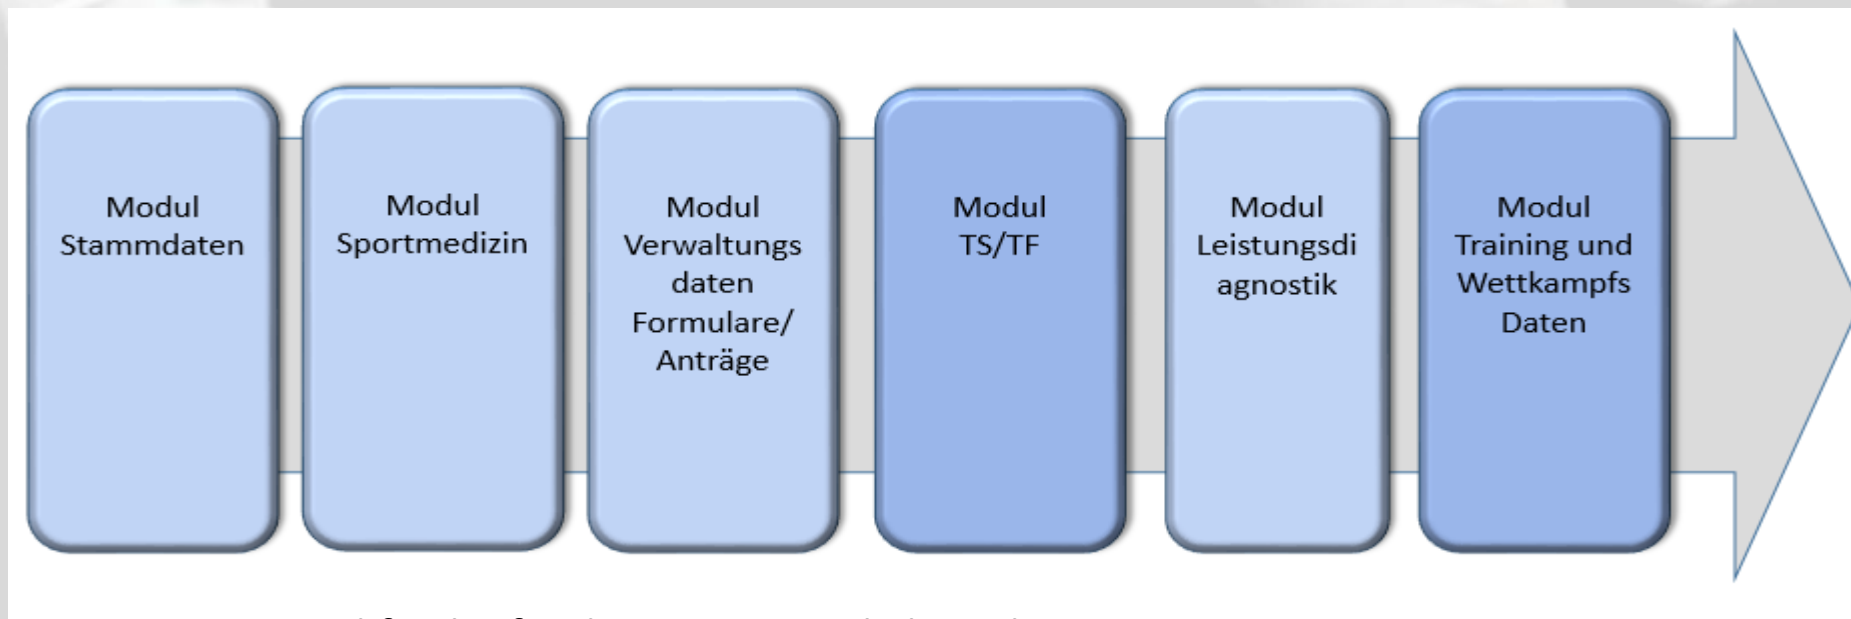 Modul
Stammdaten
Modul
Sportmedizin
Modul
Verwaltungs
daten
Formulare/
Anträge
Modul
TS/TF
Modul
Leistungsdi
agnostik
Modul
Training und
Wettkampfs
Daten